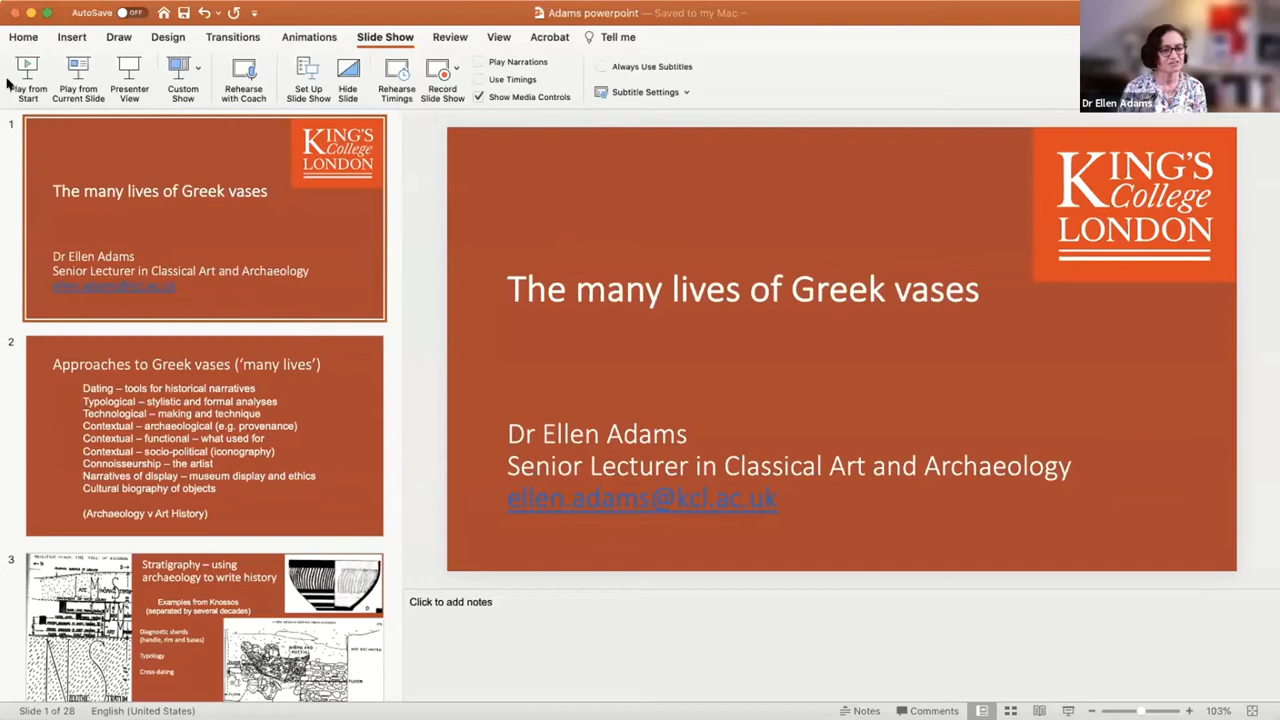 AutoSave OFF
Adams powerpoint — Saved to my Mac
Home Insert Draw Design Transitions Animations Slide Show Review View Acrobat Tell me
Play from Start
Play from Current Slide
Presenter View
Custom Show
Rehearse with Coach
Set Up Slide Show
Hide Slide
Rehearse Timings
Record Slide Show
Play Narrations
Use Timings
Show Media Controls
Always Use Subtitles
Subtitle Settings
Dr Ellen Adams
1
KING'S
College
LONDON
The many lives of Greek vases
Dr Ellen Adams
Senior Lecturer in Classical Art and Archaeology
ellen.adams@kcl.ac.uk
2
Approaches to Greek vases ('many lives')
Dating – tools for historical narratives
Typological – stylistic and formal analyses
Technological – making and technique
Contextual – archaeological (e.g. provenance)
Contextual – functional – what used for
Contextual – socio-political (iconography)
Connoisseurship – the artist
Narratives of display – museum display and ethics
Cultural biography of objects
(Archaeology v Art History)
3
Stratigraphy – using
archaeology to write history
Examples from Knossos
(separated by several decades)
Diagnostic sherds
(handle, rim and bases)
Typology
Cross-dating
KING'S
College
LONDON
The many lives of Greek vases
Dr Ellen Adams
Senior Lecturer in Classical Art and Archaeology
ellen.adams@kcl.ac.uk
Click to add notes
Slide 1 of 28 English (United States) Notes Comments 103%